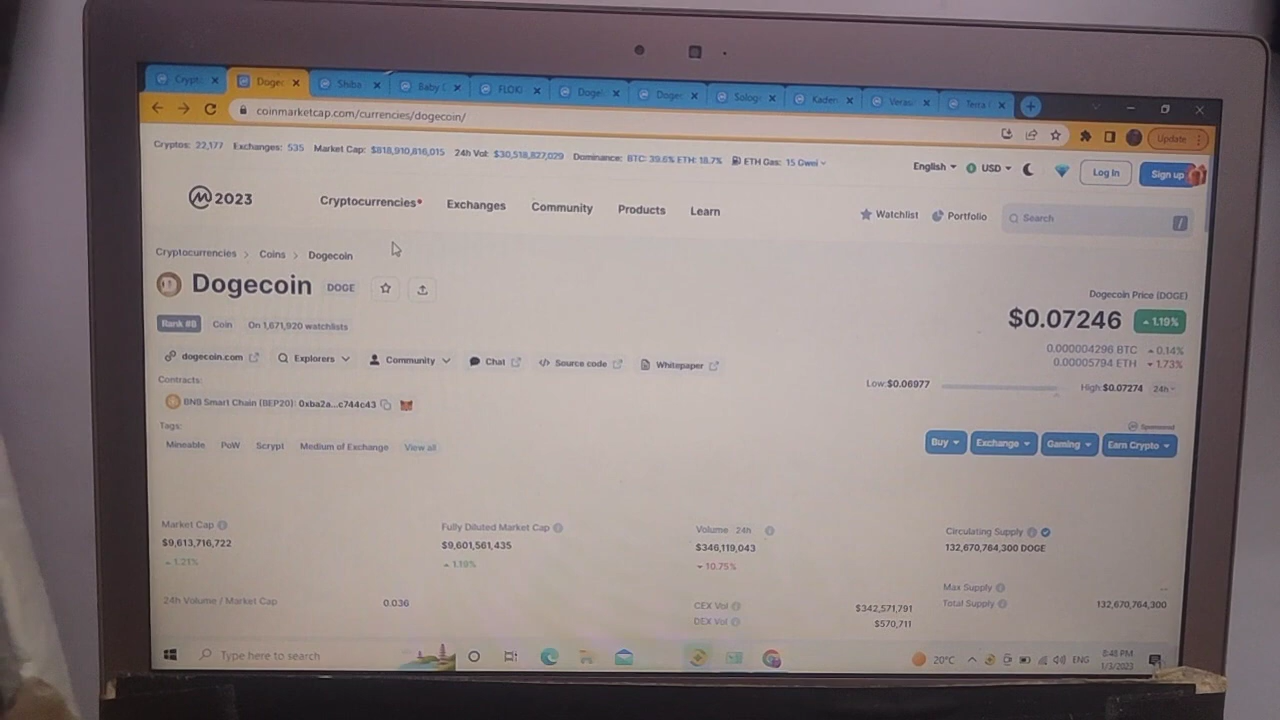 Crypt Dogec Shiba Baby FLOKI Dogel Doger Sologe Kaden Veras Terra
coinmarketcap.com/currencies/dogecoin/ Update
Cryptos: 22,177 Exchanges: 535 Market Cap: $818,910,816,015 24h Vol: $30,518,827,029 Dominance: BTC: 39.6% ETH: 18.7% ETH Gas: 15 Gwei
English USD Log In Sign up
2023 Cryptocurrencies Exchanges Community Products Learn Watchlist Portfolio Search /
Cryptocurrencies > Coins > Dogecoin
Dogecoin DOGE
Dogecoin Price (DOGE)
$0.07246 1.19%
Rank #8 Coin On 1,671,920 watchlists
0.000004296 BTC 0.14%
0.00005794 ETH 1.73%
dogecoin.com Explorers Community Chat </> Source code Whitepaper
Low:$0.06977 High:$0.07274 24h
Contracts:
BNB Smart Chain (BEP20): 0xba2a...c744c43
Tags:
Sponsored
Mineable PoW Scrypt Medium of Exchange View all
Buy Exchange Gaming Earn Crypto
Market Cap Fully Diluted Market Cap Volume 24h Circulating Supply
$9,613,716,722 $9,601,561,435 $346,119,043 132,670,764,300 DOGE
1.21% 1.19% 10.75%
Max Supply --
24h Volume / Market Cap 0.036 CEX Vol $342,571,791 Total Supply 132,670,764,300
DEX Vol $570,711
Type here to search 20°C ENG 8:48 PM
1/3/2023